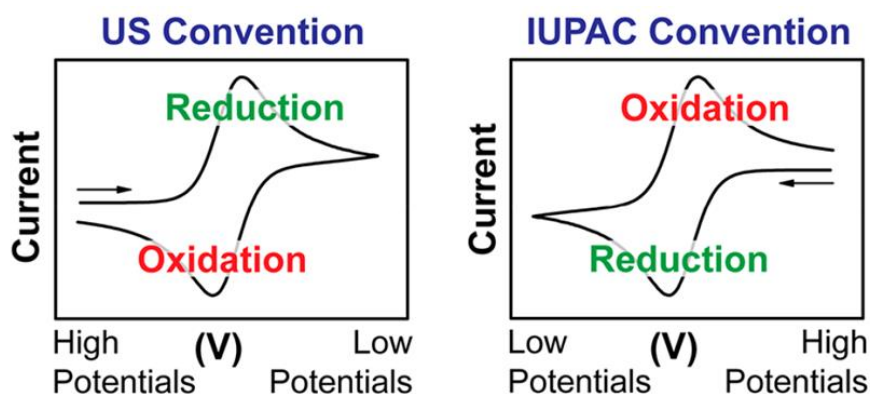 US Convention
Current
Reduction
Oxidation
High Potentials
(V)
Low Potentials
IUPAC Convention
Current
Oxidation
Reduction
Low Potentials
(V)
High Potentials